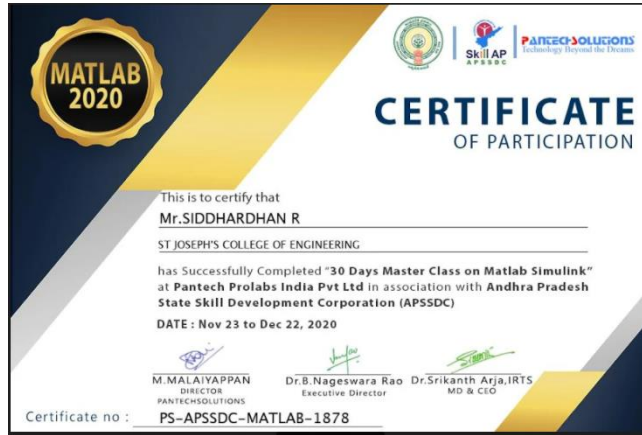 MATLAB
2020
Skill AP
APSSDC
PANTECH SOLUTIONS
Technology Beyond the Dreams
CERTIFICATE
OF PARTICIPATION
This is to certify that
Mr.SIDDHARDHAN R
ST JOSEPH'S COLLEGE OF ENGINEERING
has Successfully Completed "30 Days Master Class on Matlab Simulink"
at Pantech Prolabs India Pvt Ltd in association with Andhra Pradesh
State Skill Development Corporation (APSSDC)
DATE : Nov 23 to Dec 22, 2020
M.MALAIYAPPAN
DIRECTOR
PANTECHSOLUTIONS
Dr.B.Nageswara Rao
Executive Director
Dr.Srikanth Arja,IRTS
MD & CEO
Certificate no : PS-APSSDC-MATLAB-1878